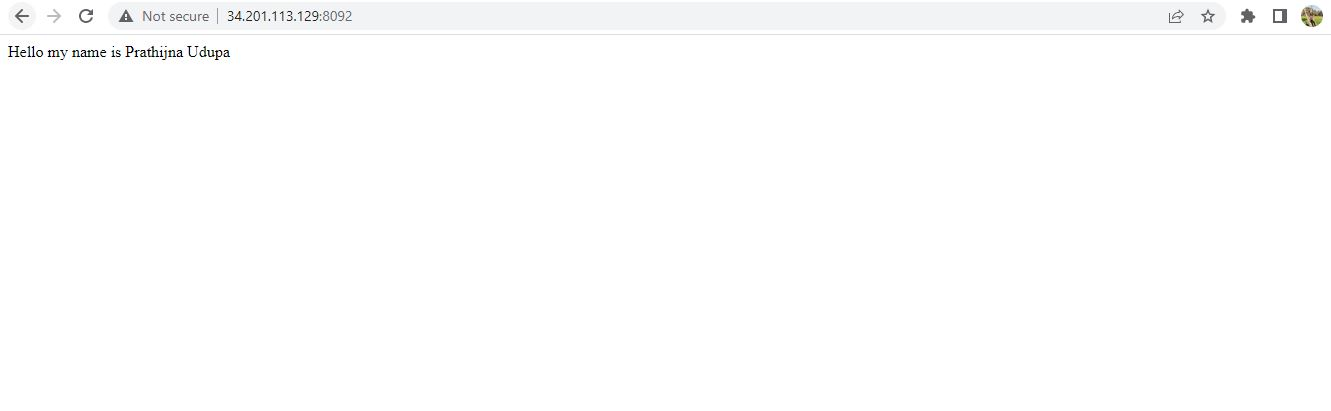 Not secure 34.201.113.129:8092
Hello my name is Prathijna Udupa